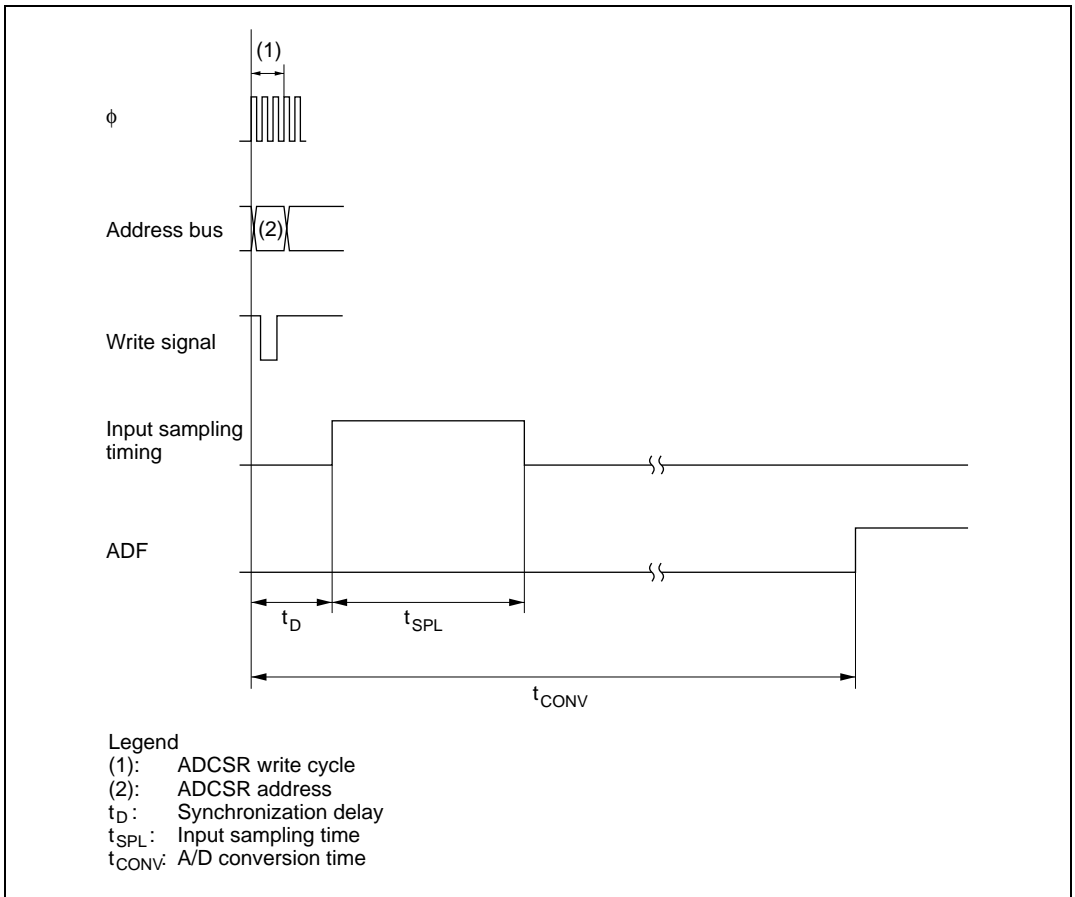 (1)
ϕ
Address bus
(2)
Write signal
Input sampling
timing
ADF
tD
tSPL
tCONV
Legend
(1): ADCSR write cycle
(2): ADCSR address
tD : Synchronization delay
tSPL : Input sampling time
tCONV: A/D conversion time